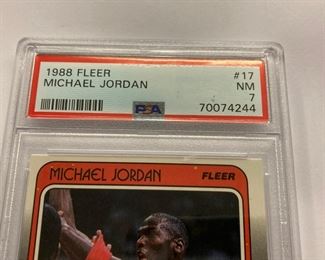 1988 FLEER #17
MICHAEL JORDAN NM
PSA 7
70074244
MICHAEL JORDAN FLEER